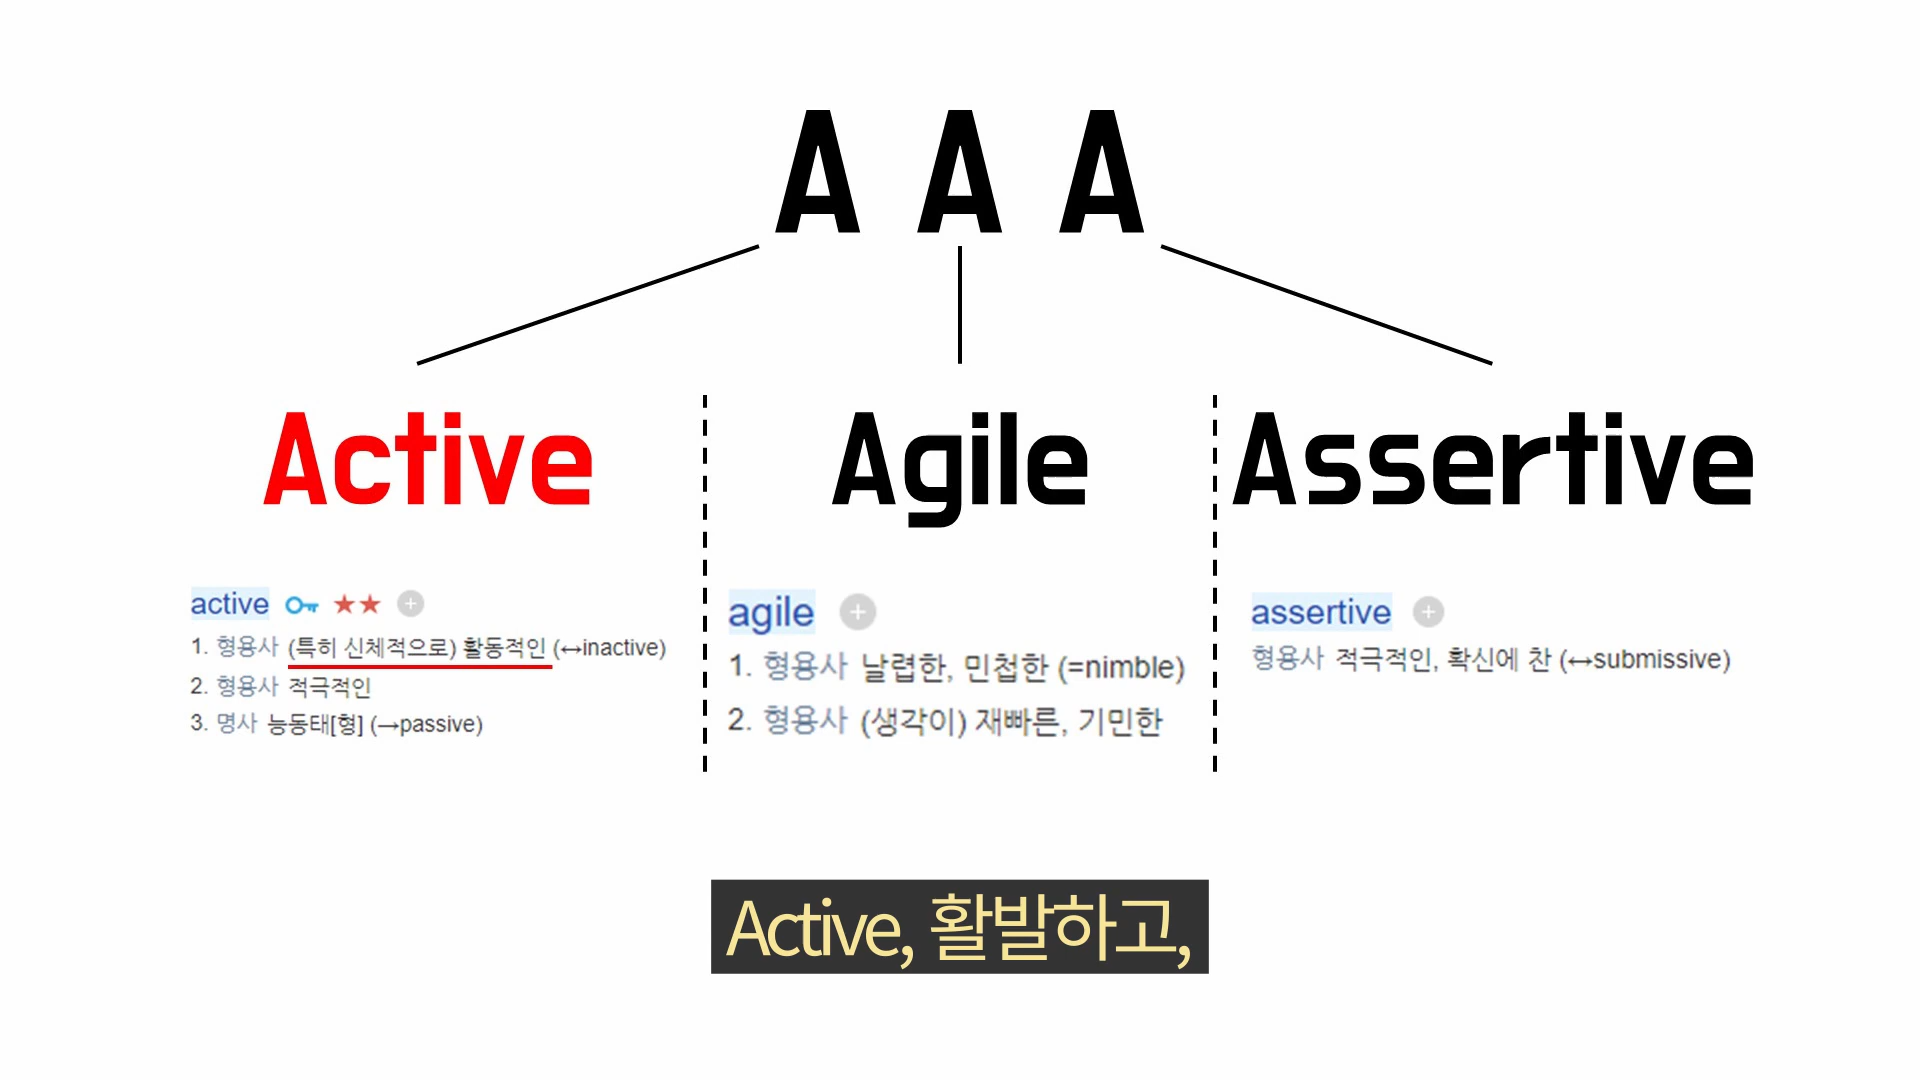 A A A
Active
Agile
Assertive
active
1. 형용사 (특히 신체적으로) 활동적인 (↔inactive)
2. 형용사 적극적인
3. 명사 능동태[형] (→passive)
agile
1. 형용사 날렵한, 민첩한 (=nimble)
2. 형용사 (생각이) 재빠른, 기민한
assertive
형용사 적극적인, 확신에 찬 (↔submissive)
Active, 활발하고,